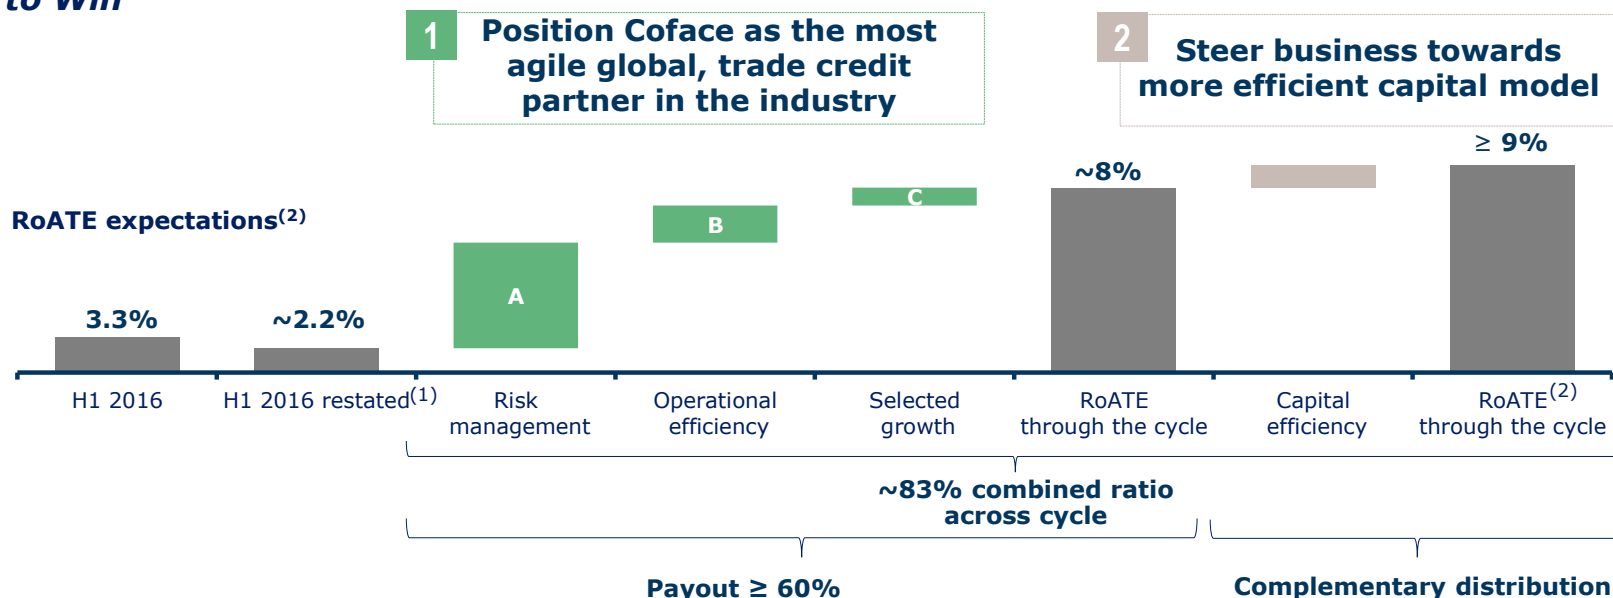 to Win
1
Position Coface as the most
agile global, trade credit
partner in the industry
2
Steer business towards
more efficient capital model
RoATE expectations(2)
3.3%
~2.2%
A
B
C
~8%
≥ 9%
H1 2016
H1 2016 restated(1)
Risk
management
Operational
efficiency
Selected
growth
RoATE
through the cycle
Capital
efficiency
RoATE(2)
through the cycle
~83% combined ratio
across cycle
Payout ≥ 60%
Complementary distribution